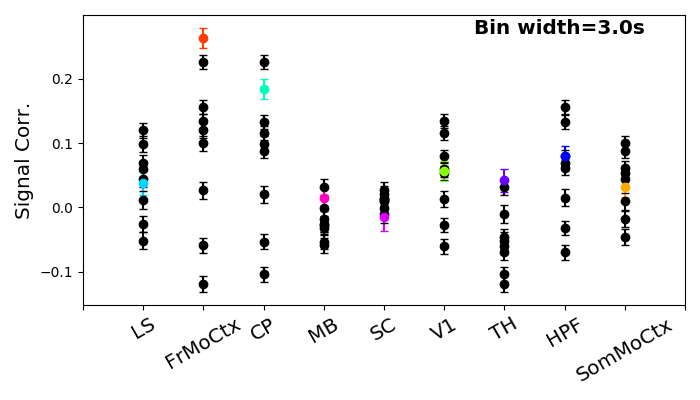 Bin width=3.0s
Signal Corr.
0.2
0.1
0.0
−0.1
LS
FrMoCtx
CP
MB
SC
V1
TH
HPF
SomMoCtx